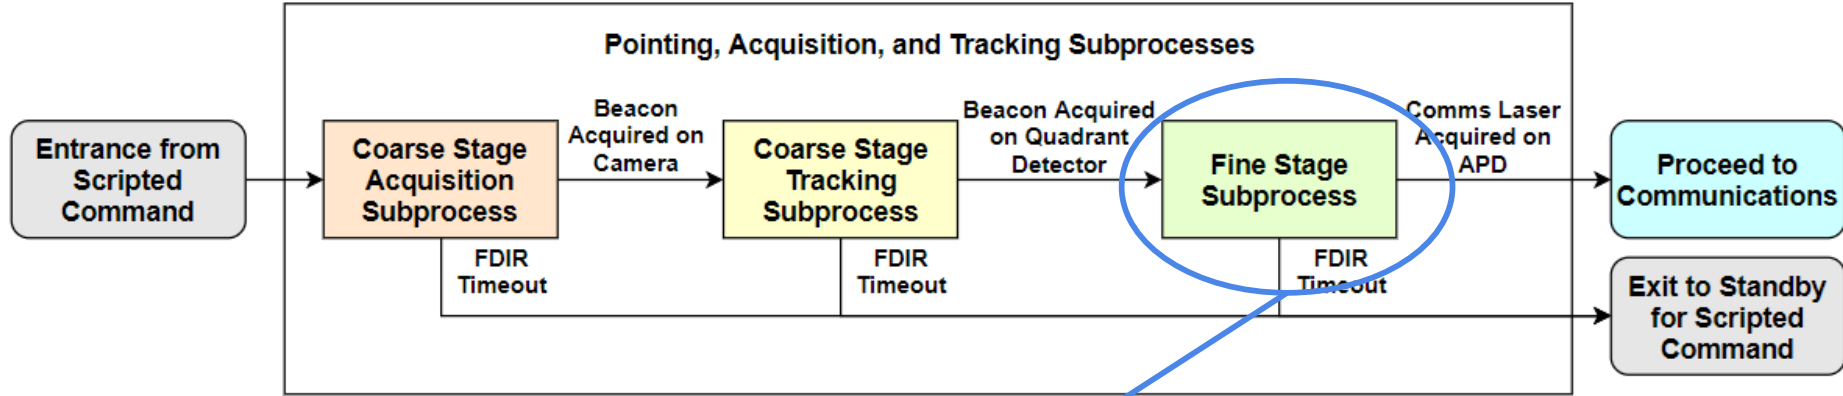 Pointing, Acquisition, and Tracking Subprocesses
Entrance from
Scripted
Command
Coarse Stage
Acquisition
Subprocess
Beacon
Acquired on
Camera
Coarse Stage
Tracking
Subprocess
Beacon Acquired
on Quadrant
Detector
Fine Stage
Subprocess
Comms Laser
Acquired on
APD
Proceed to
Communications
FDIR
Timeout
FDIR
Timeout
FDIR
Timeout
Exit to Standby
for Scripted
Command